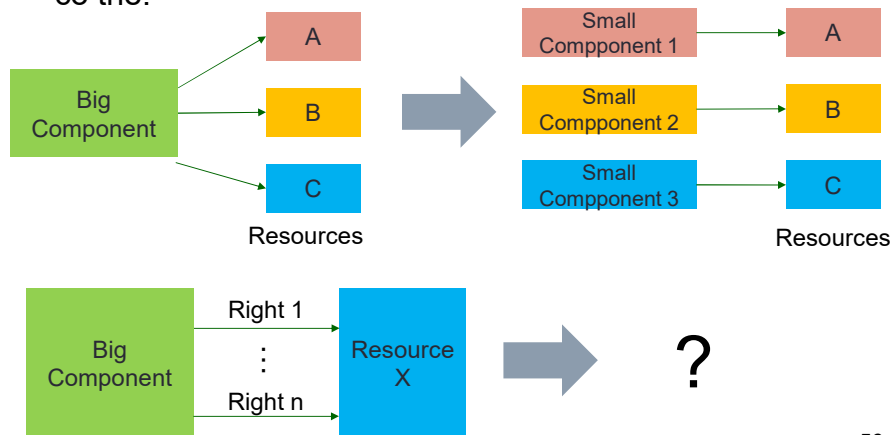 Big
Component
A
B
C
Resources
Small
Compponent 1
Small
Compponent 2
Small
Compponent 3
A
B
C
Resources
Big
Component
Right 1
⋮
Right n
Resource
X
?